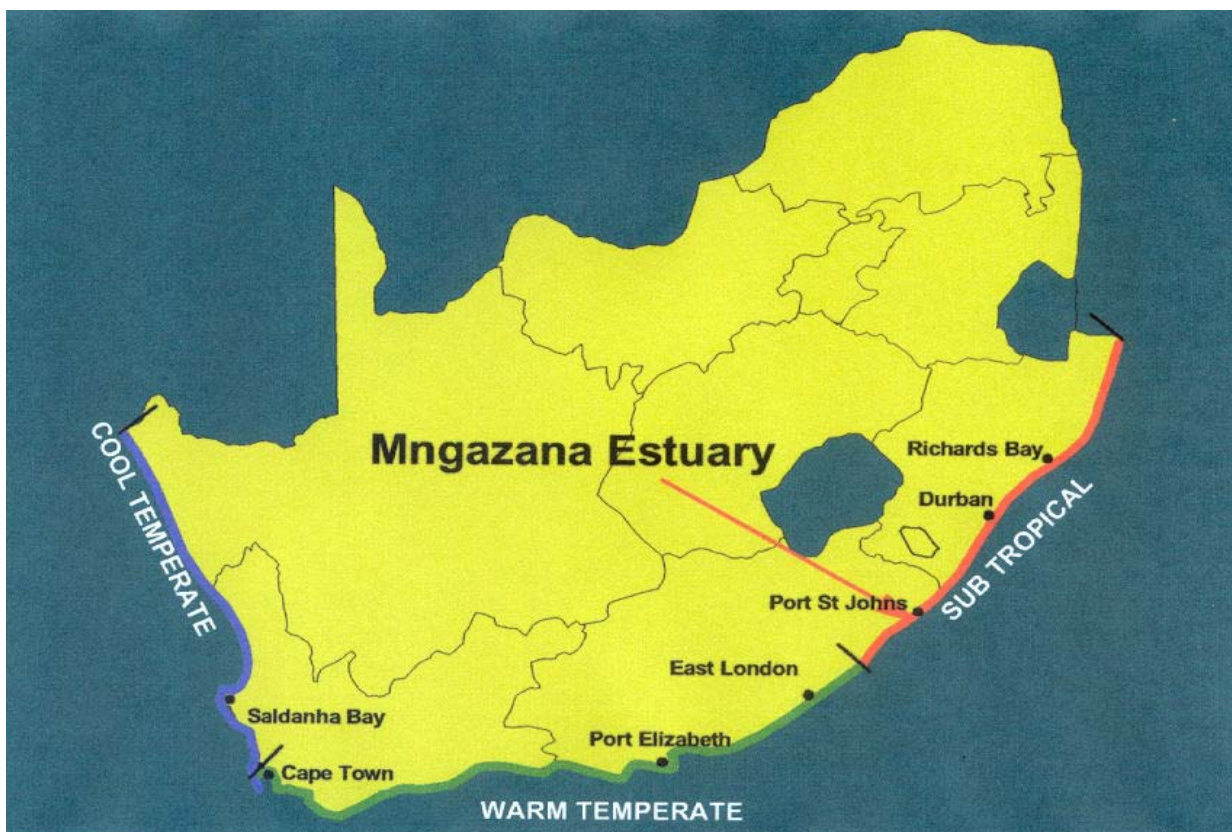 Mngazana Estuary
COOL TEMPERATE
Richards Bay
Durban
SUB TROPICAL
Port St Johns
East London
Saldanha Bay
Port Elizabeth
Cape Town
WARM TEMPERATE